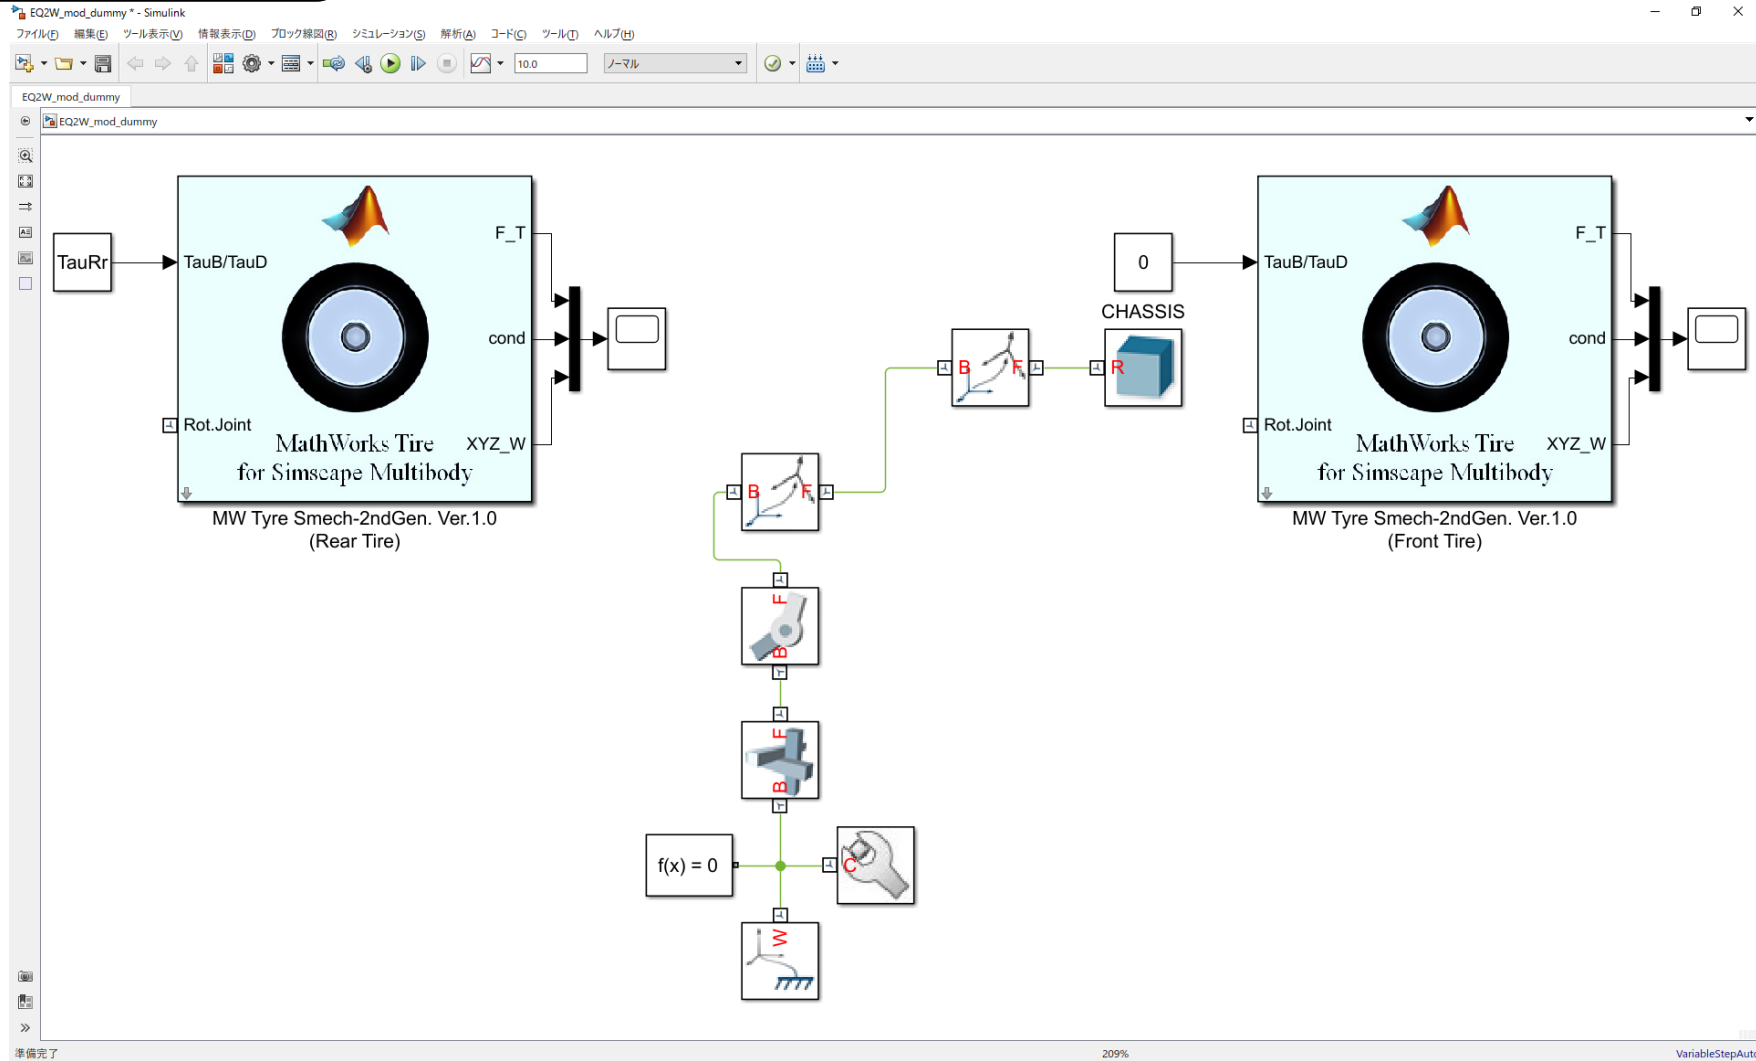 EQ2W_mod_dummy * - Simulink
ファイル(F) 編集(E) ツール表示(V) 情報表示(D) ブロック線図(R) シミュレーション(S) 解析(A) コード(C) ツール(T) ヘルプ(H)
10.0 ノーマル
EQ2W_mod_dummy
EQ2W_mod_dummy
TauRr
TauB/TauD
F_T
cond
Rot.Joint
XYZ_W
MathWorks Tire
for Simscape Multibody
MW Tyre Smech-2ndGen. Ver.1.0
(Rear Tire)
0
CHASSIS
B F
R
B F
F
B
F
B
f(x) = 0
C
W
TauB/TauD
F_T
cond
Rot.Joint
XYZ_W
MathWorks Tire
for Simscape Multibody
MW Tyre Smech-2ndGen. Ver.1.0
(Front Tire)
準備完了
209%
VariableStepAuto